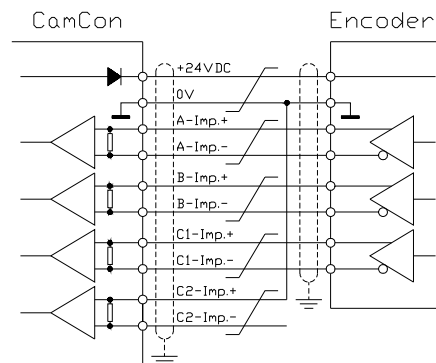 CamCon
Encoder
+24VDC
0V
A-Imp.+
A-Imp.-
B-Imp.+
B-Imp.-
C1-Imp.+
C1-Imp.-
C2-Imp.+
C2-Imp.-